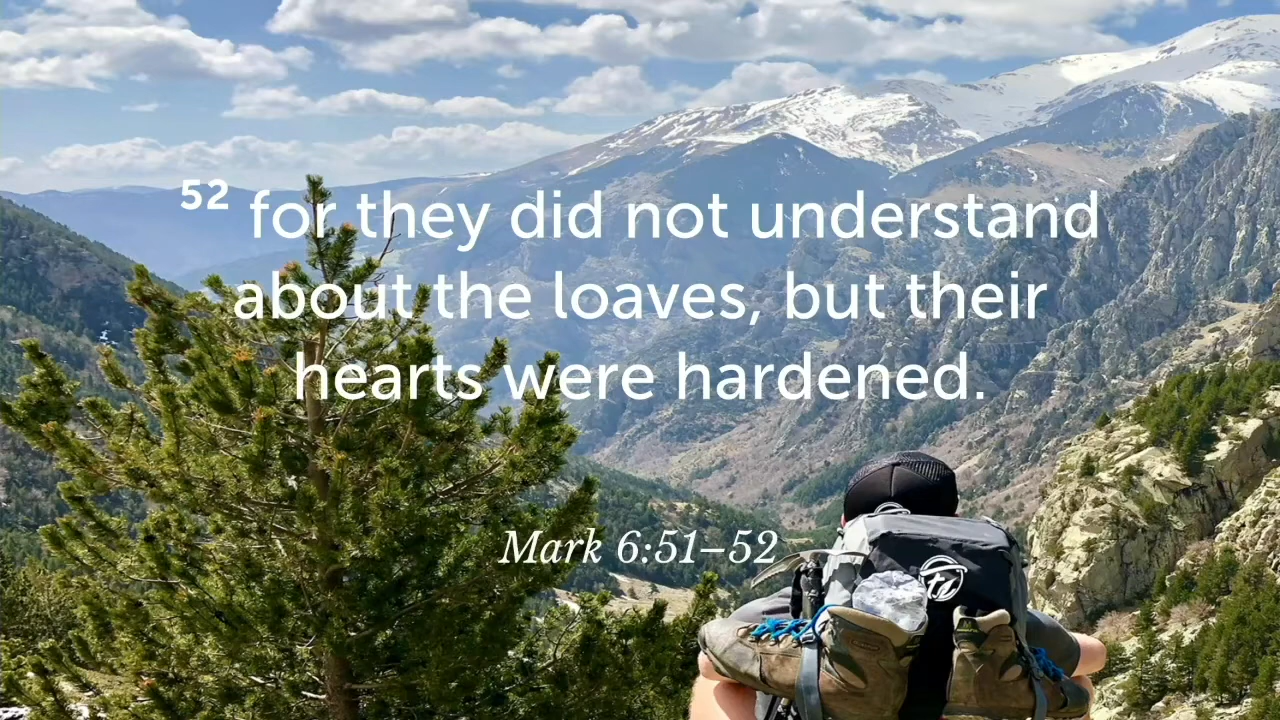 52 for they did not understand
about the loaves, but their
hearts were hardened.
Mark 6:51–52